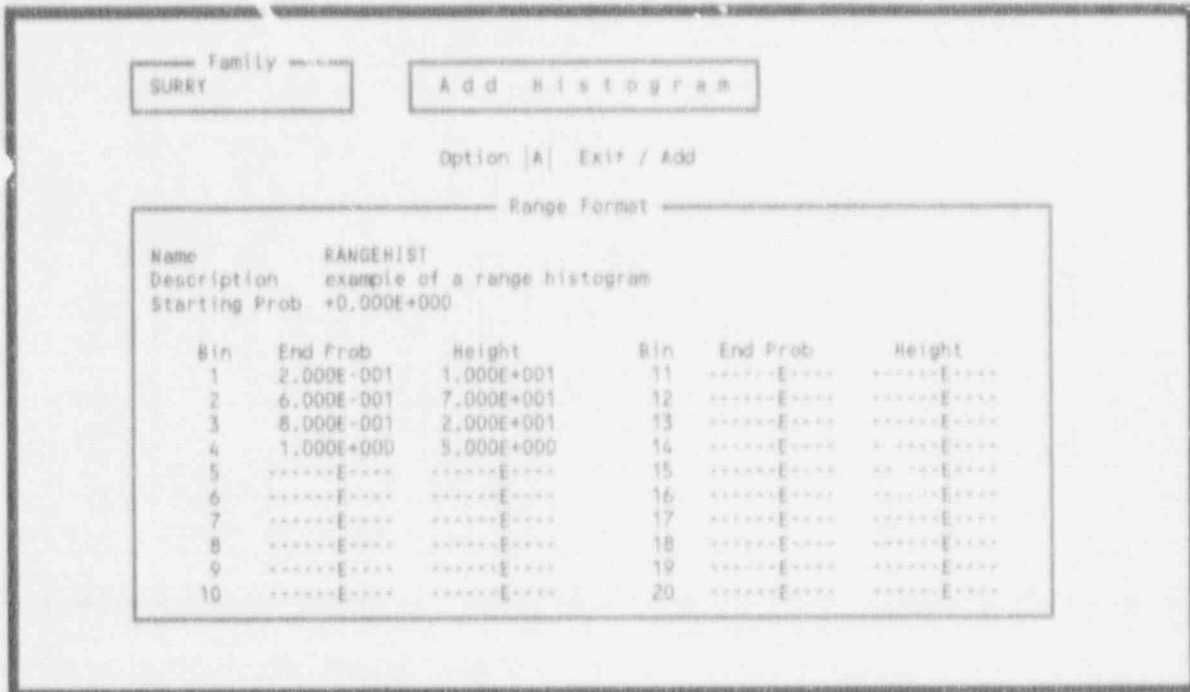 Family
SURRY
Add Histogram
Option |A| Exit / Add
Range Format
Name RANGEHIST
Description example of a range histogram
Starting Prob +0.000E+000
Bin End Prob Height Bin End Prob Height
1 2.000E-001 1.000E+001 11 ------E---- ------E----
2 6.000E-001 7.000E+001 12 ------E---- ------E----
3 8.000E-001 2.000E+001 13 ------E---- ------E----
4 1.000E+000 5.000E+000 14 ------E---- ------E----
5 ------E---- ------E---- 15 ------E---- ------E----
6 ------E---- ------E---- 16 ------E---- ------E----
7 ------E---- ------E---- 17 ------E---- ------E----
8 ------E---- ------E---- 18 ------E---- ------E----
9 ------E---- ------E---- 19 ------E---- ------E----
10 ------E---- ------E---- 20 ------E---- ------E----